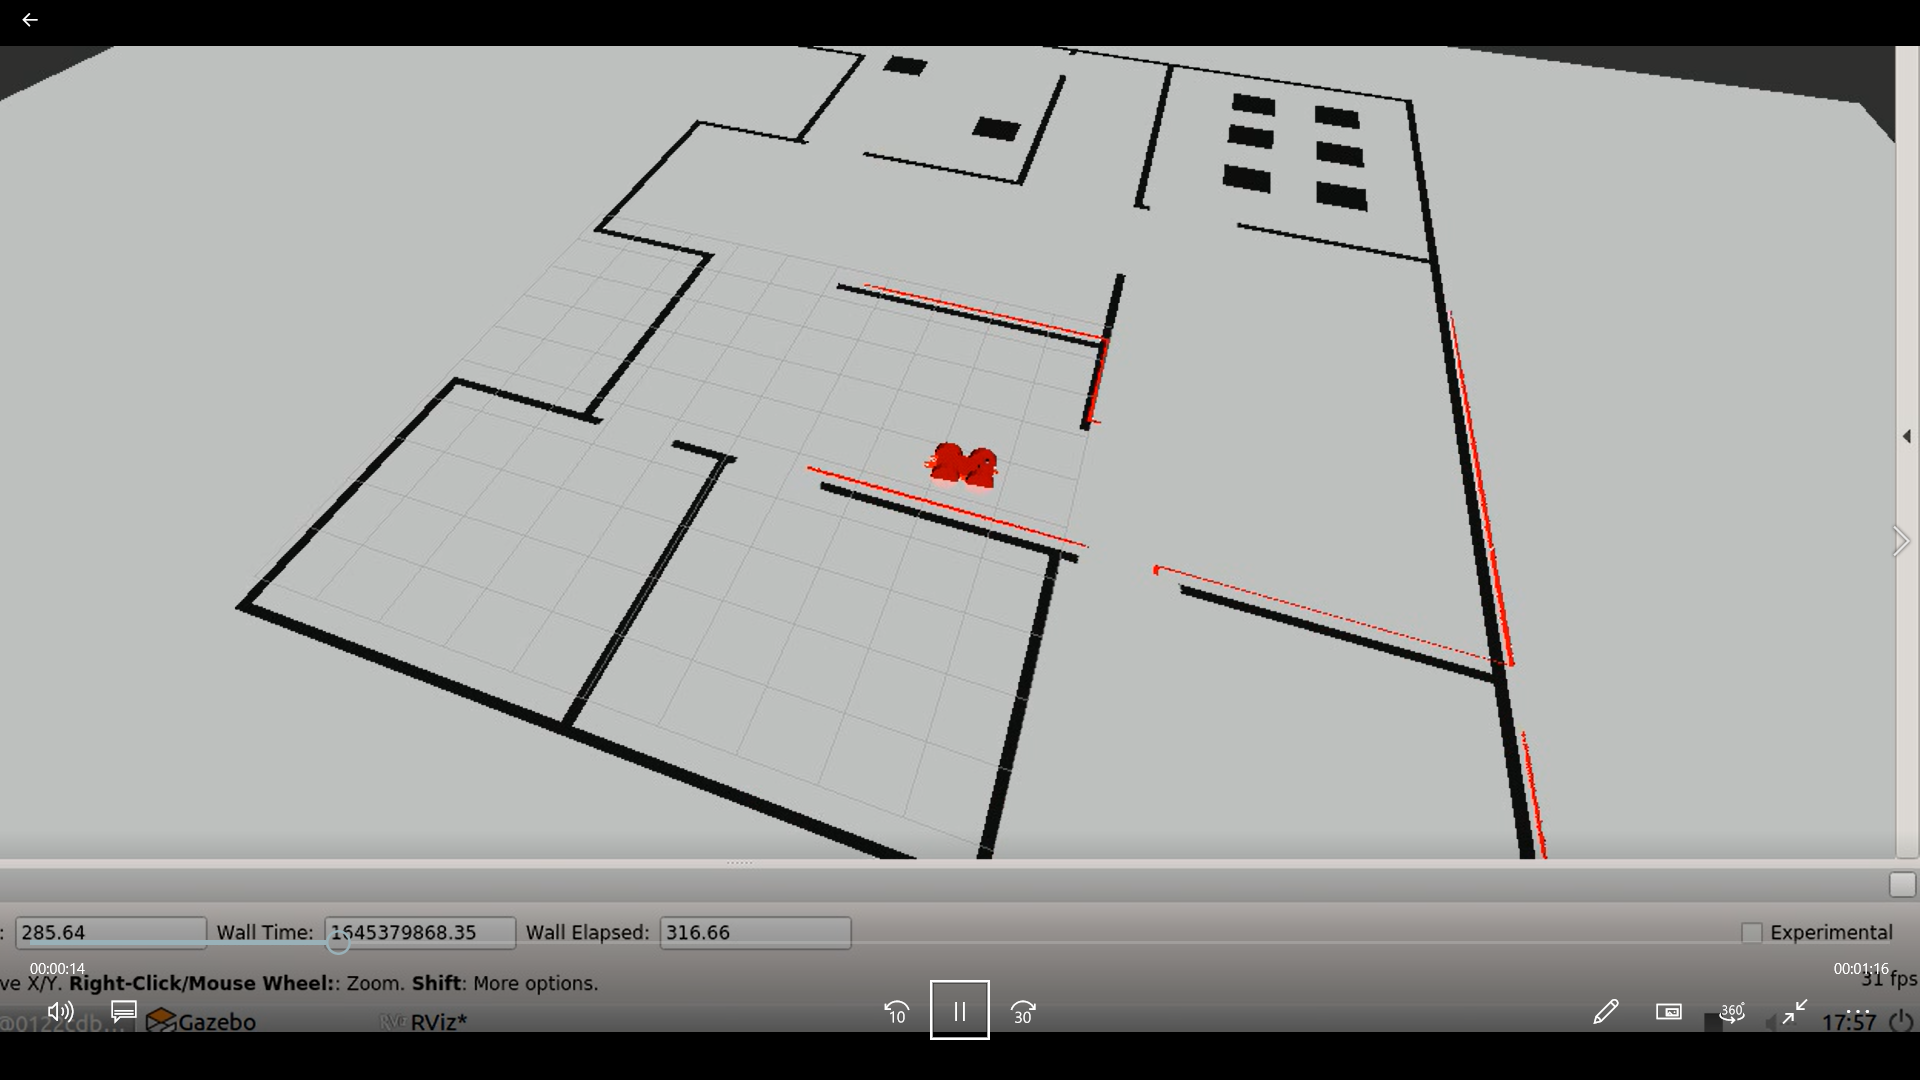 : 285.64 Wall Time: 1645379868.35 Wall Elapsed: 316.66 Experimental
00:00:14 00:01:16
ve X/Y. Right-Click/Mouse Wheel:: Zoom. Shift: More options. 31 fps
10 30 360°
@0122cdb... Gazebo RViz* 17:57